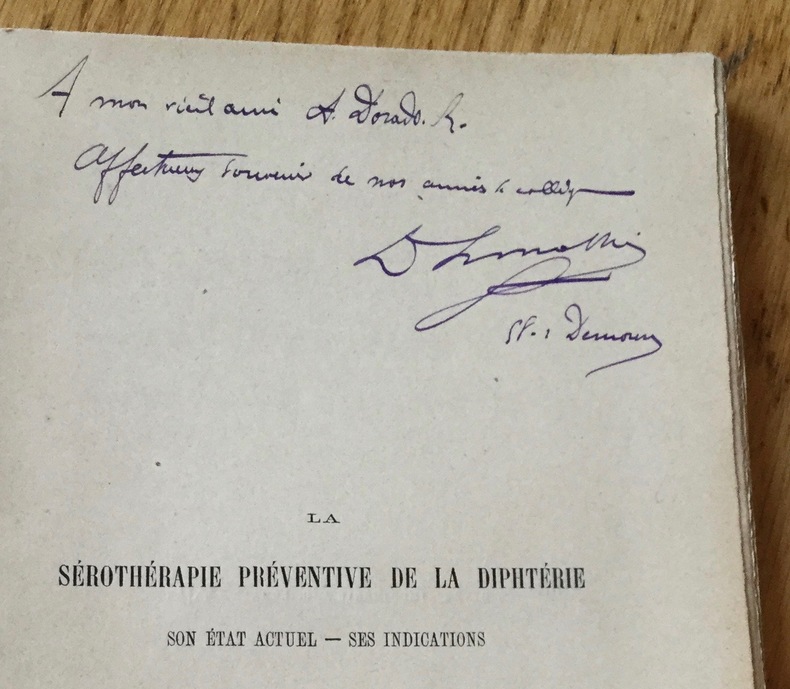 A mon vieil ami A. Dorado. R.
Affectueux souvenir de nos années de collège
D
LA
SÉROTHÉRAPIE PRÉVENTIVE DE LA DIPHTÉRIE
SON ÉTAT ACTUEL — SES INDICATIONS